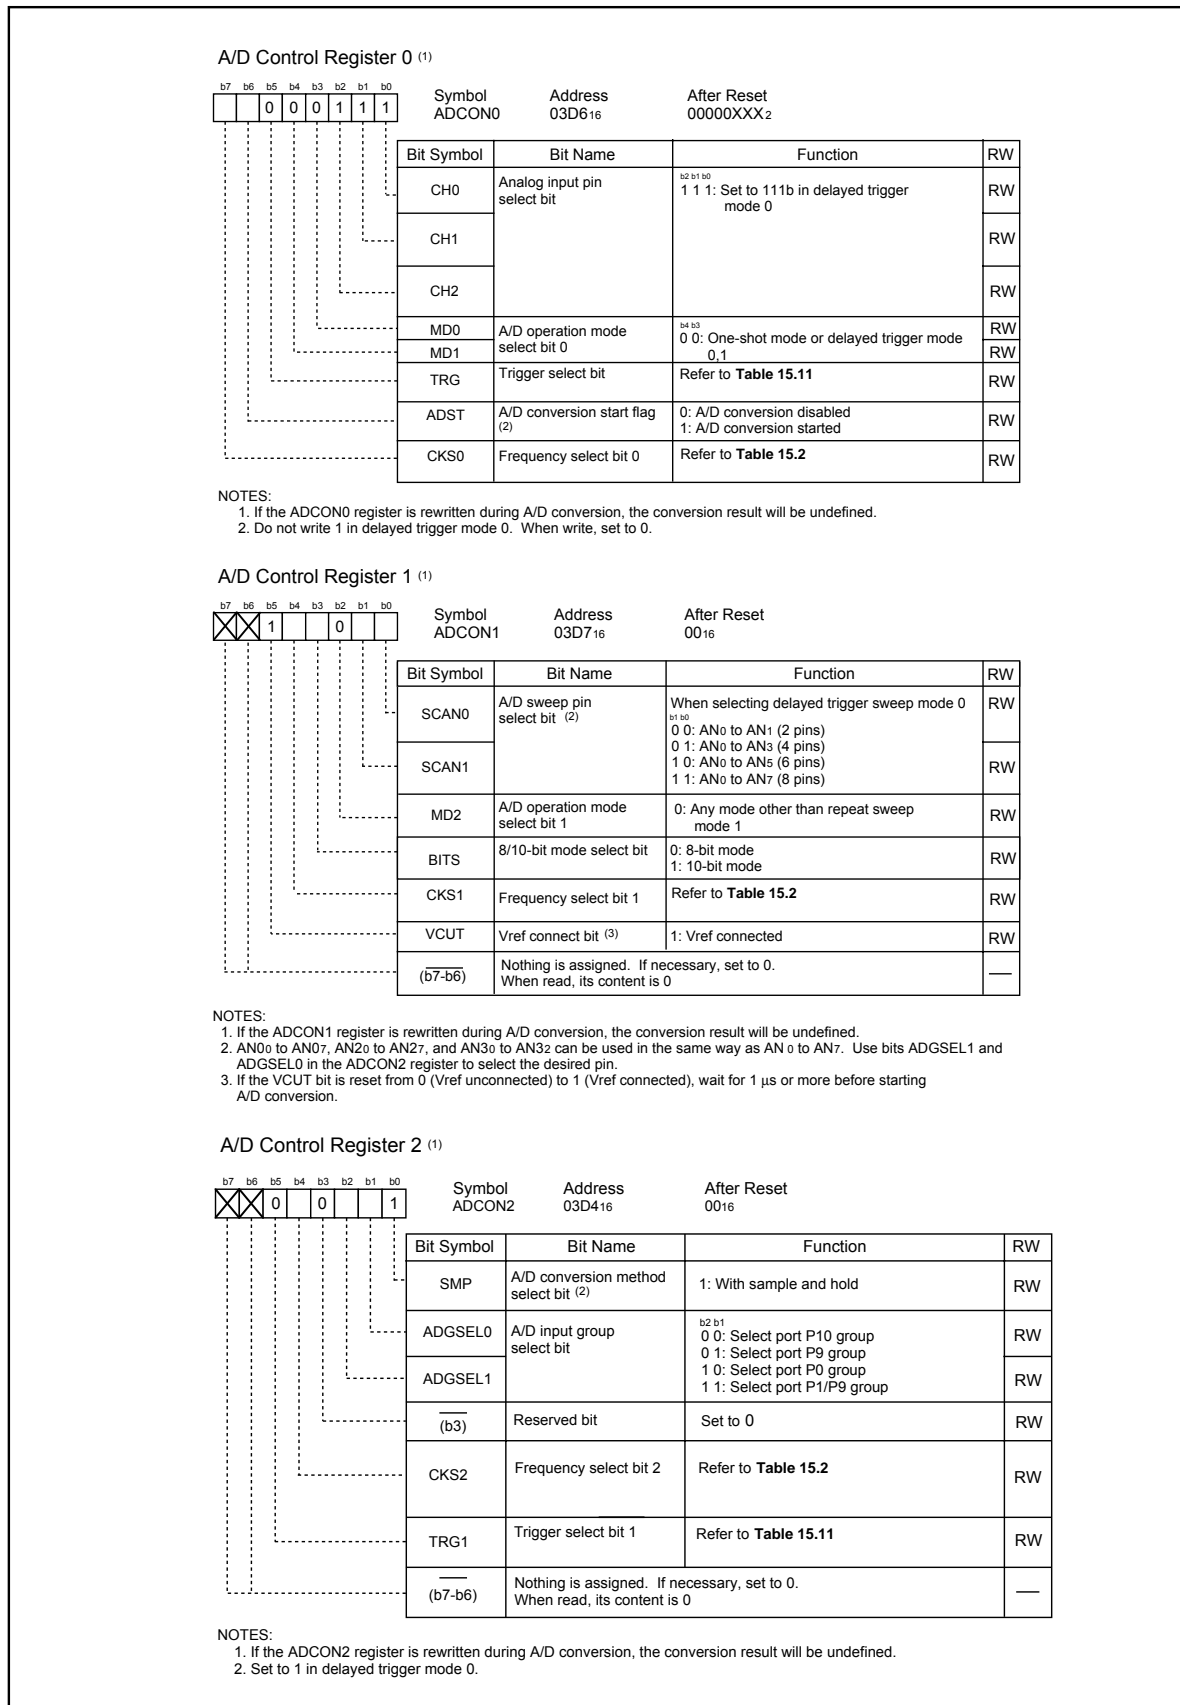 A/D Control Register 0 (1)
b7 b6 b5 b4 b3 b2 b1 b0
0 0 0 1 1 1
Symbol Address After Reset
ADCON0 03D616 00000XXX2
Bit Symbol Bit Name Function RW
CH0 Analog input pin select bit b2 b1 b0 RW
1 1 1: Set to 111b in delayed trigger
mode 0
CH1 RW
CH2 RW
MD0 A/D operation mode select bit 0 b4 b3 RW
0 0: One-shot mode or delayed trigger mode
0,1
MD1 RW
TRG Trigger select bit Refer to Table 15.11 RW
ADST A/D conversion start flag (2) 0: A/D conversion disabled RW
1: A/D conversion started
CKS0 Frequency select bit 0 Refer to Table 15.2 RW
NOTES:
1. If the ADCON0 register is rewritten during A/D conversion, the conversion result will be undefined.
2. Do not write 1 in delayed trigger mode 0. When write, set to 0.
A/D Control Register 1 (1)
b7 b6 b5 b4 b3 b2 b1 b0
1 0
Symbol Address After Reset
ADCON1 03D716 0016
Bit Symbol Bit Name Function RW
SCAN0 A/D sweep pin select bit (2) When selecting delayed trigger sweep mode 0 RW
b1 b0
0 0: AN0 to AN1 (2 pins)
0 1: AN0 to AN3 (4 pins)
1 0: AN0 to AN5 (6 pins)
1 1: AN0 to AN7 (8 pins)
SCAN1 RW
MD2 A/D operation mode select bit 1 0: Any mode other than repeat sweep RW
mode 1
BITS 8/10-bit mode select bit 0: 8-bit mode RW
1: 10-bit mode
CKS1 Frequency select bit 1 Refer to Table 15.2 RW
VCUT Vref connect bit (3) 1: Vref connected RW
(b7-b6) Nothing is assigned. If necessary, set to 0. —
When read, its content is 0
NOTES:
1. If the ADCON1 register is rewritten during A/D conversion, the conversion result will be undefined.
2. AN00 to AN07, AN20 to AN27, and AN30 to AN32 can be used in the same way as AN 0 to AN7. Use bits ADGSEL1 and
ADGSEL0 in the ADCON2 register to select the desired pin.
3. If the VCUT bit is reset from 0 (Vref unconnected) to 1 (Vref connected), wait for 1 μs or more before starting
A/D conversion.
A/D Control Register 2 (1)
b7 b6 b5 b4 b3 b2 b1 b0
0 0 1
Symbol Address After Reset
ADCON2 03D416 0016
Bit Symbol Bit Name Function RW
SMP A/D conversion method select bit (2) 1: With sample and hold RW
ADGSEL0 A/D input group select bit b2 b1 RW
0 0: Select port P10 group
0 1: Select port P9 group
1 0: Select port P0 group
1 1: Select port P1/P9 group
ADGSEL1 RW
(b3) Reserved bit Set to 0 RW
CKS2 Frequency select bit 2 Refer to Table 15.2 RW
TRG1 Trigger select bit 1 Refer to Table 15.11 RW
(b7-b6) Nothing is assigned. If necessary, set to 0. —
When read, its content is 0
NOTES:
1. If the ADCON2 register is rewritten during A/D conversion, the conversion result will be undefined.
2. Set to 1 in delayed trigger mode 0.